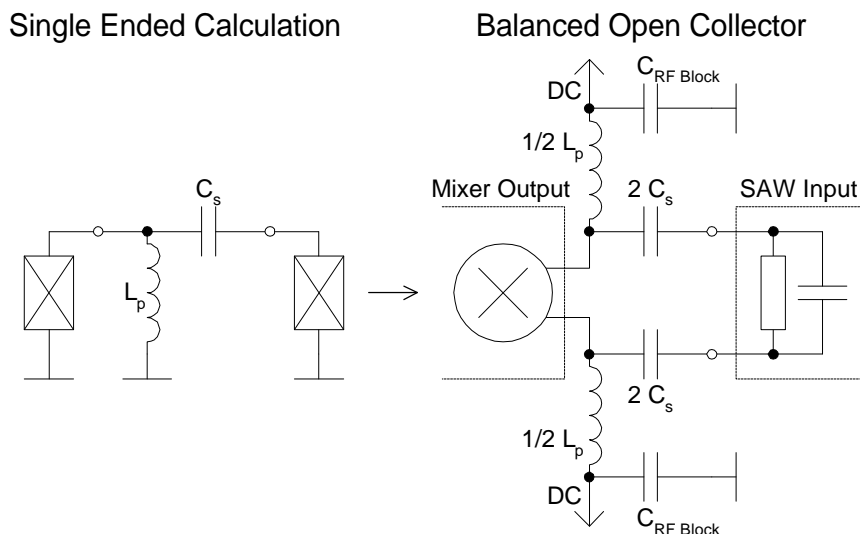 Single Ended Calculation
Balanced Open Collector
DC
C_RF Block
1/2 L_p
Mixer Output
2 C_s
SAW Input
C_s
L_p
2 C_s
1/2 L_p
DC
C_RF Block